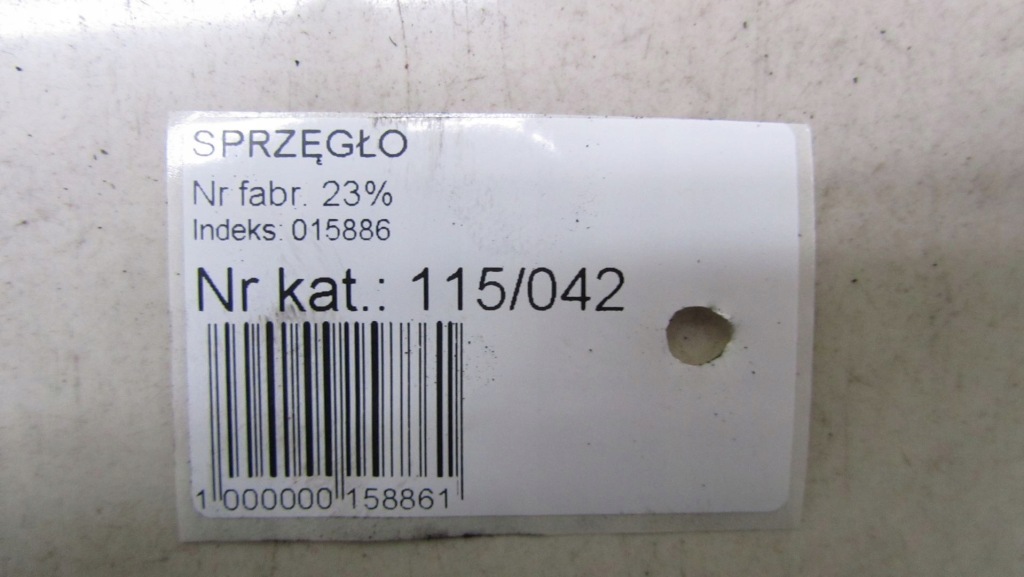 SPRZĘGŁO
Nr fabr. 23%
Indeks: 015886
Nr kat.: 115/042
1 000000 158861